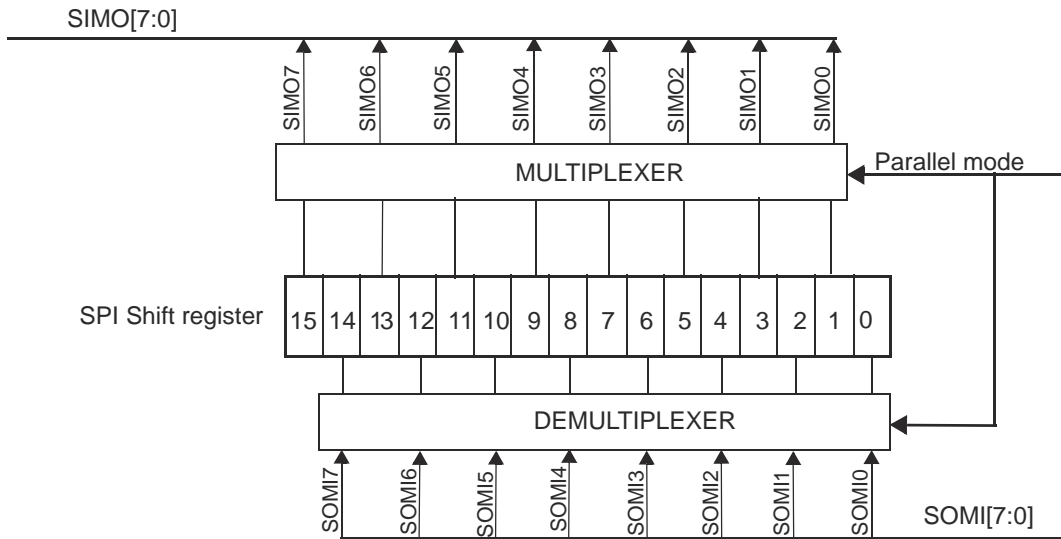 SIMO[7:0]
SIMO7 SIMO6 SIMO5 SIMO4 SIMO3 SIMO2 SIMO1 SIMO0
MULTIPLEXER
Parallel mode
SPI Shift register
15 14 13 12 11 10 9 8 7 6 5 4 3 2 1 0
DEMULTIPLEXER
SOMI7 SOMI6 SOMI5 SOMI4 SOMI3 SOMI2 SOMI1 SOMI0
SOMI[7:0]